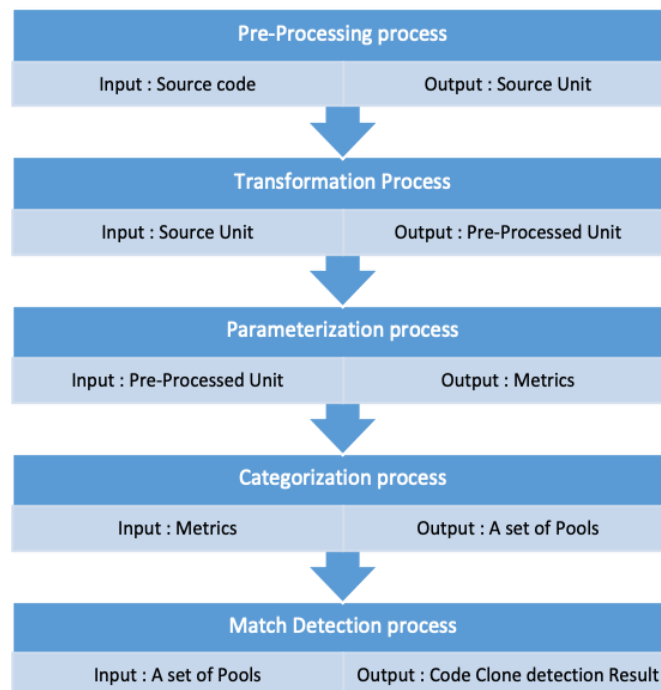 Pre-Processing process
Input : Source code
Output : Source Unit
Transformation Process
Input : Source Unit
Output : Pre-Processed Unit
Parameterization process
Input : Pre-Processed Unit
Output : Metrics
Categorization process
Input : Metrics
Output : A set of Pools
Match Detection process
Input : A set of Pools
Output : Code Clone detection Result